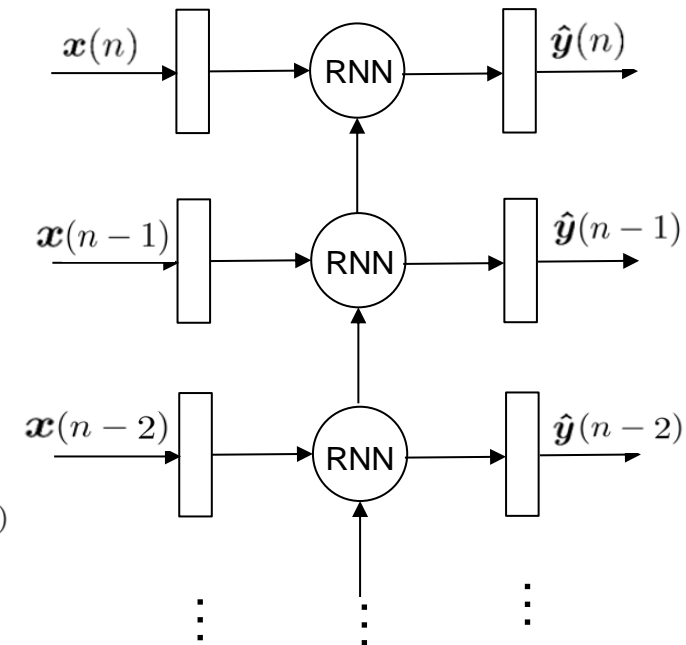 x(n) RNN ŷ(n)
x(n − 1) RNN ŷ(n − 1)
x(n − 2) RNN ŷ(n − 2)
)
⋮ ⋮ ⋮